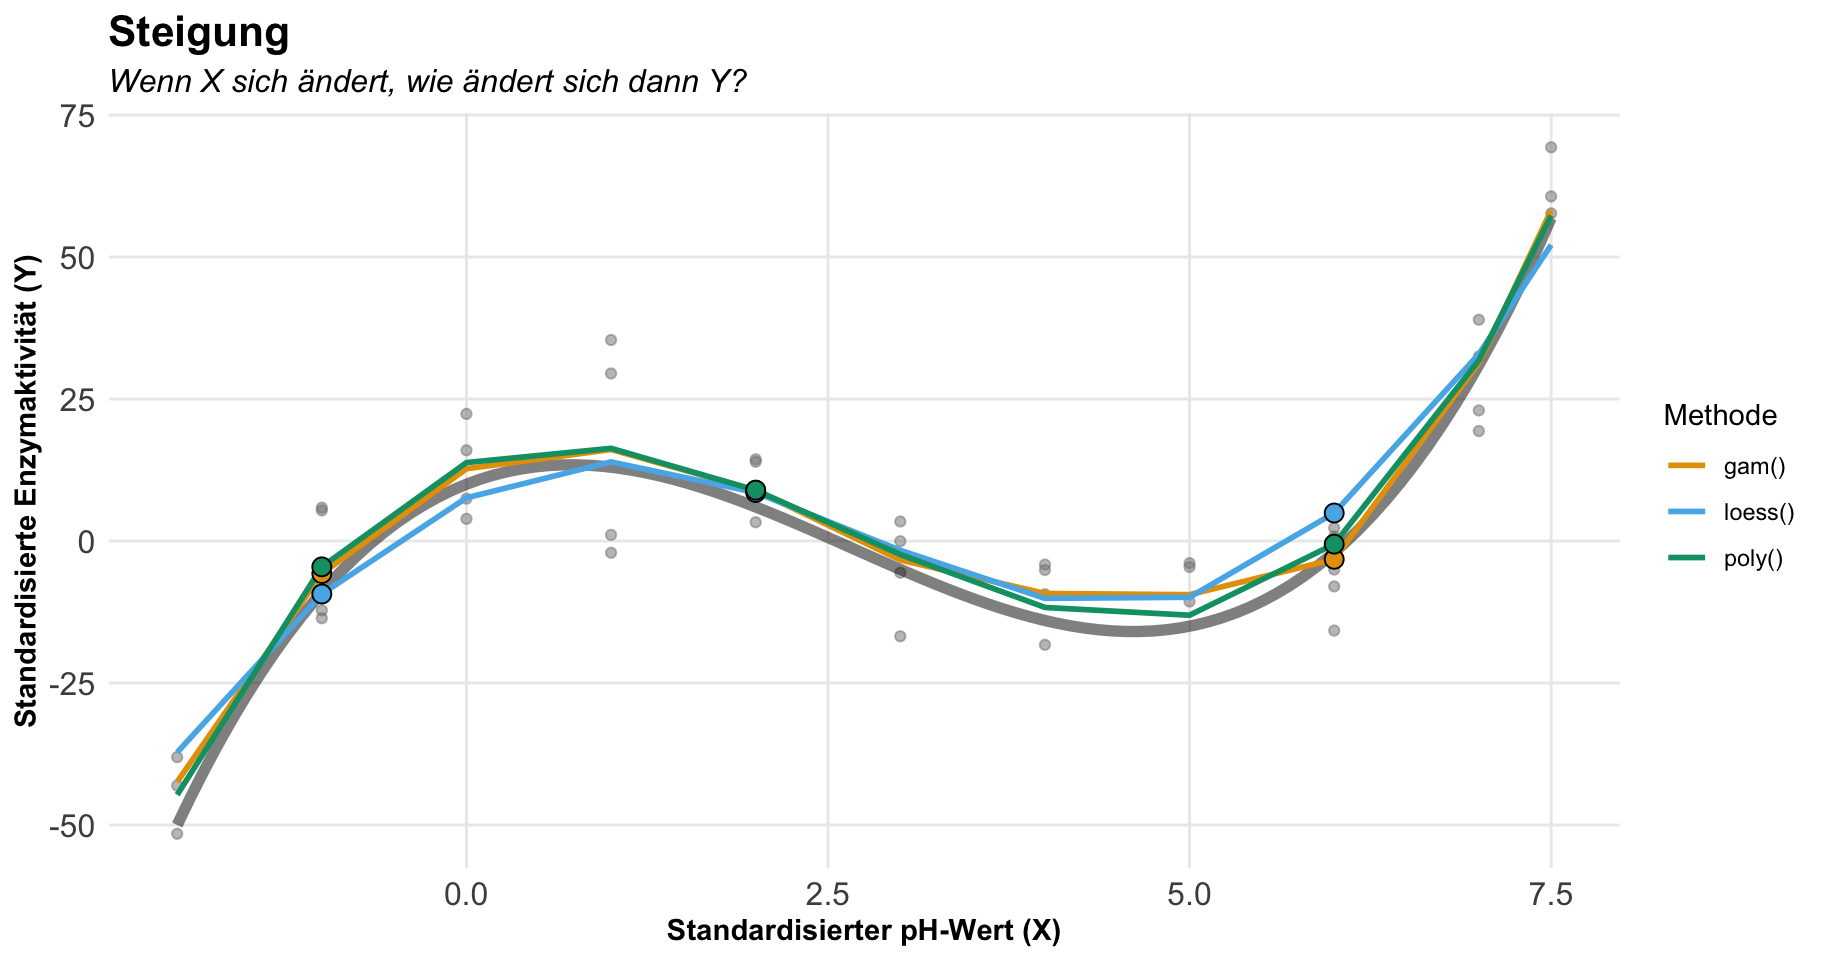 Steigung
Wenn X sich ändert, wie ändert sich dann Y?
Standardisierte Enzymaktivität (Y)
75
50
25
0
-25
-50
0.0
2.5
5.0
7.5
Standardisierter pH-Wert (X)
Methode
gam()
loess()
poly()